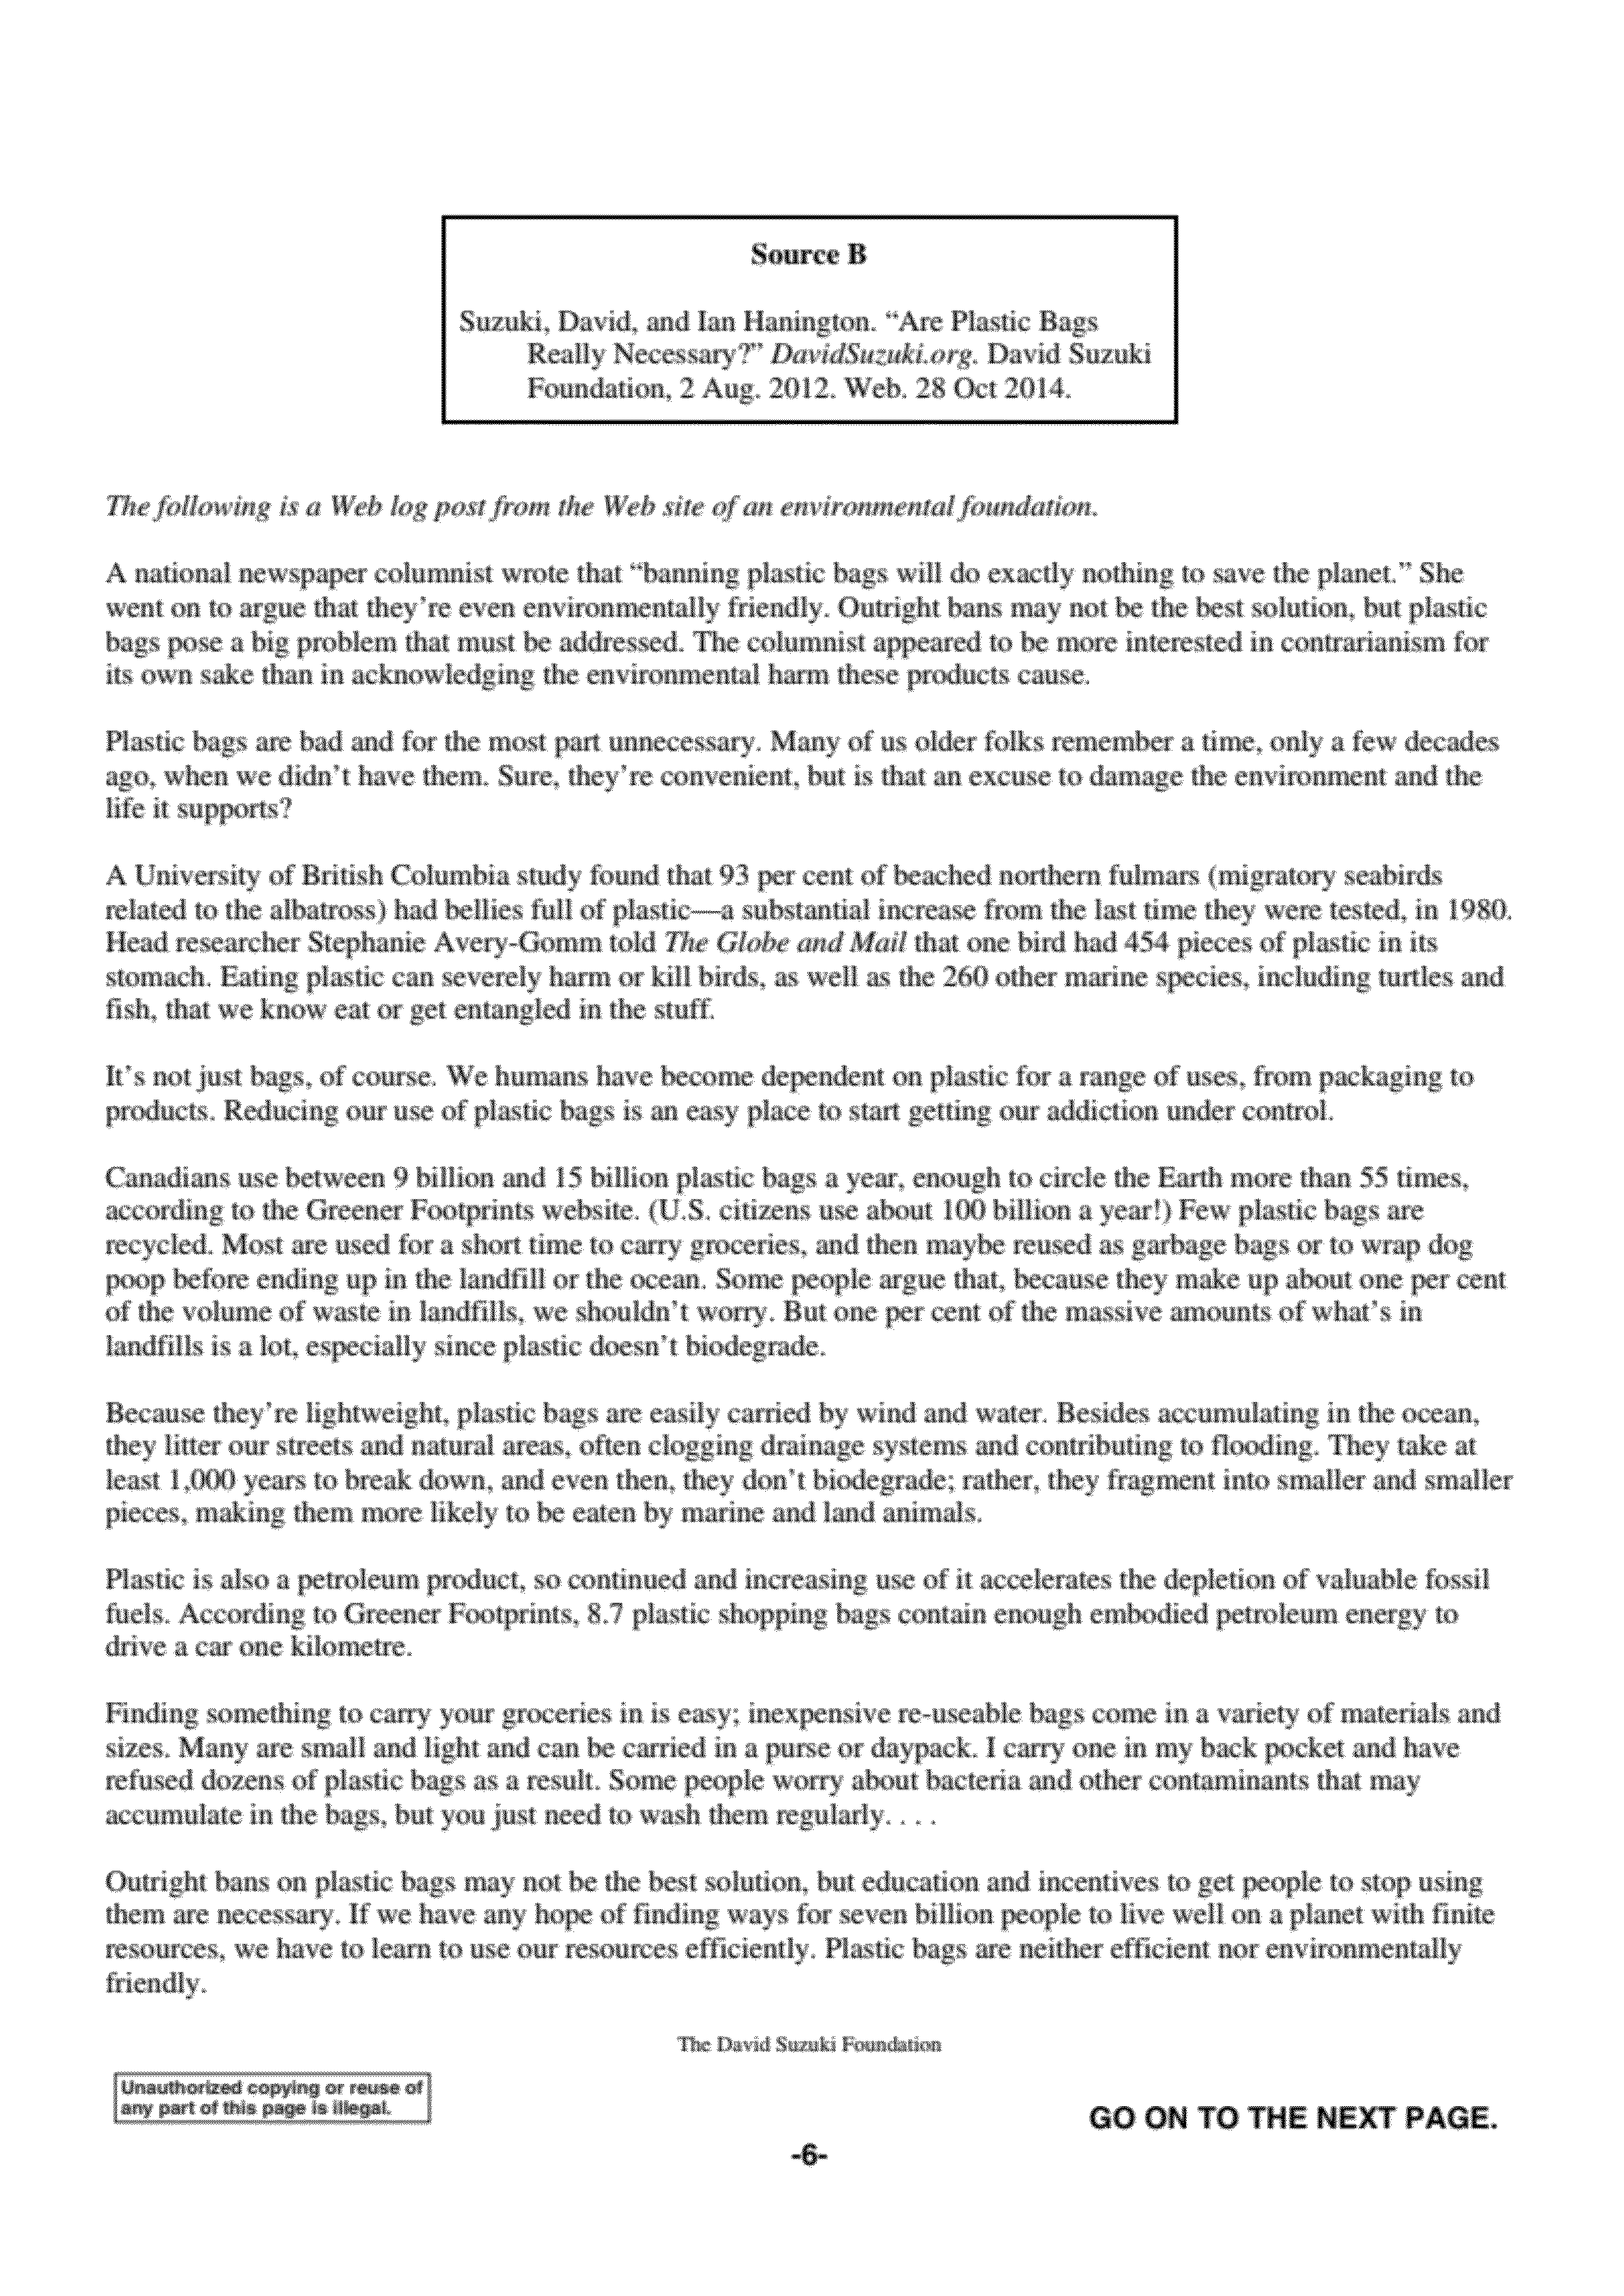 Source B
Suzuki, David, and Ian Hanington. “Are Plastic Bags
Really Necessary?” DavidSuzuki.org. David Suzuki
Foundation, 2 Aug. 2012. Web. 28 Oct 2014.
The following is a Web log post from the Web site of an environmental foundation.
A national newspaper columnist wrote that “banning plastic bags will do exactly nothing to save the planet.” She
went on to argue that they’re even environmentally friendly. Outright bans may not be the best solution, but plastic
bags pose a big problem that must be addressed. The columnist appeared to be more interested in contrarianism for
its own sake than in acknowledging the environmental harm these products cause.
Plastic bags are bad and for the most part unnecessary. Many of us older folks remember a time, only a few decades
ago, when we didn’t have them. Sure, they’re convenient, but is that an excuse to damage the environment and the
life it supports?
A University of British Columbia study found that 93 per cent of beached northern fulmars (migratory seabirds
related to the albatross) had bellies full of plastic—a substantial increase from the last time they were tested, in 1980.
Head researcher Stephanie Avery-Gomm told The Globe and Mail that one bird had 454 pieces of plastic in its
stomach. Eating plastic can severely harm or kill birds, as well as the 260 other marine species, including turtles and
fish, that we know eat or get entangled in the stuff.
It’s not just bags, of course. We humans have become dependent on plastic for a range of uses, from packaging to
products. Reducing our use of plastic bags is an easy place to start getting our addiction under control.
Canadians use between 9 billion and 15 billion plastic bags a year, enough to circle the Earth more than 55 times,
according to the Greener Footprints website. (U.S. citizens use about 100 billion a year!) Few plastic bags are
recycled. Most are used for a short time to carry groceries, and then maybe reused as garbage bags or to wrap dog
poop before ending up in the landfill or the ocean. Some people argue that, because they make up about one per cent
of the volume of waste in landfills, we shouldn’t worry. But one per cent of the massive amounts of what’s in
landfills is a lot, especially since plastic doesn’t biodegrade.
Because they’re lightweight, plastic bags are easily carried by wind and water. Besides accumulating in the ocean,
they litter our streets and natural areas, often clogging drainage systems and contributing to flooding. They take at
least 1,000 years to break down, and even then, they don’t biodegrade; rather, they fragment into smaller and smaller
pieces, making them more likely to be eaten by marine and land animals.
Plastic is also a petroleum product, so continued and increasing use of it accelerates the depletion of valuable fossil
fuels. According to Greener Footprints, 8.7 plastic shopping bags contain enough embodied petroleum energy to
drive a car one kilometre.
Finding something to carry your groceries in is easy; inexpensive re-useable bags come in a variety of materials and
sizes. Many are small and light and can be carried in a purse or daypack. I carry one in my back pocket and have
refused dozens of plastic bags as a result. Some people worry about bacteria and other contaminants that may
accumulate in the bags, but you just need to wash them regularly. . . .
Outright bans on plastic bags may not be the best solution, but education and incentives to get people to stop using
them are necessary. If we have any hope of finding ways for seven billion people to live well on a planet with finite
resources, we have to learn to use our resources efficiently. Plastic bags are neither efficient nor environmentally
friendly.
The David Suzuki Foundation
Unauthorized copying or reuse of
any part of this page is illegal.
GO ON TO THE NEXT PAGE.
-6-